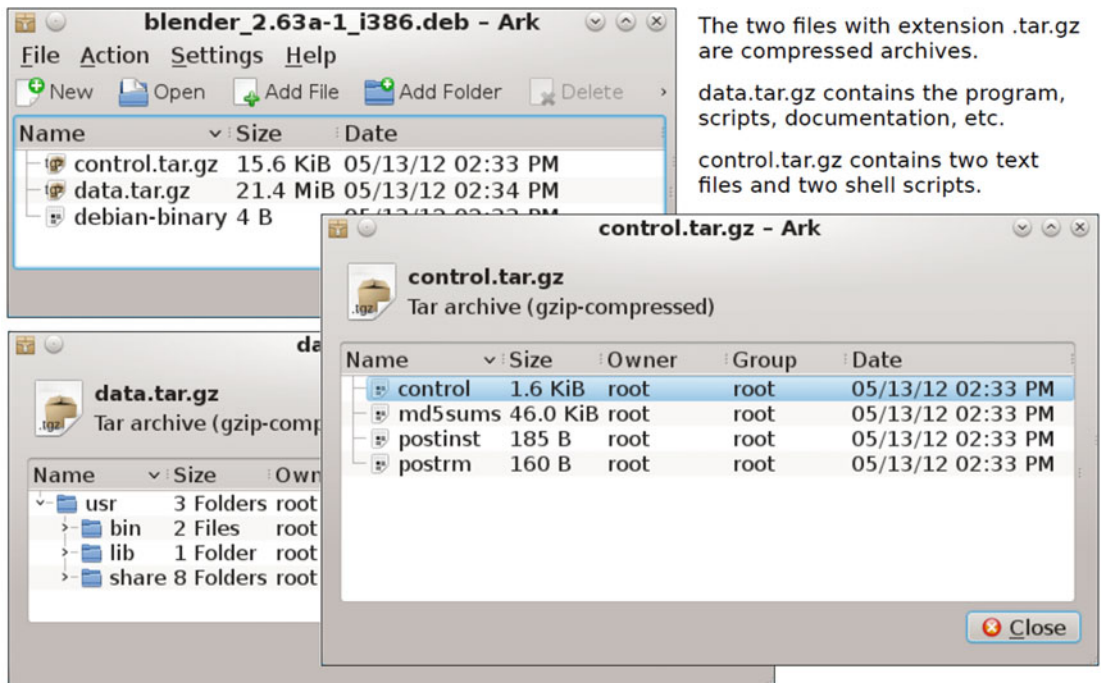 blender_2.63a-1_i386.deb – Ark
File Action Settings Help
New Open Add File Add Folder Delete
Name Size Date
control.tar.gz 15.6 KiB 05/13/12 02:33 PM
data.tar.gz 21.4 MiB 05/13/12 02:34 PM
debian-binary 4 B
The two files with extension .tar.gz
are compressed archives.
data.tar.gz contains the program,
scripts, documentation, etc.
control.tar.gz contains two text
files and two shell scripts.
control.tar.gz – Ark
control.tar.gz
.tgz
Tar archive (gzip-compressed)
Name Size Owner Group Date
control 1.6 KiB root root 05/13/12 02:33 PM
md5sums 46.0 KiB root root 05/13/12 02:33 PM
postinst 185 B root root 05/13/12 02:33 PM
postrm 160 B root root 05/13/12 02:33 PM
Close
data.tar.gz
.tgz
Tar archive (gzip-comp
Name Size Own
usr 3 Folders root
bin 2 Files root
lib 1 Folder root
share 8 Folders root